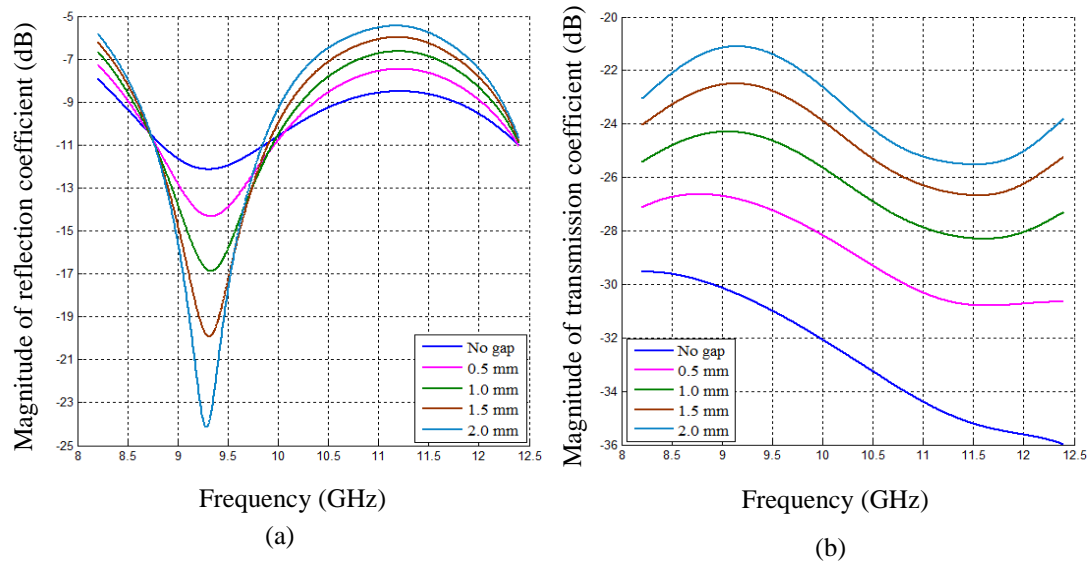 Magnitude of reflection coefficient (dB)
-5
-7
-9
-11
-13
-15
-17
-19
-21
-23
-25
8 8.5 9 9.5 10 10.5 11 11.5 12 12.5
No gap
0.5 mm
1.0 mm
1.5 mm
2.0 mm
Frequency (GHz)
(a)
Magnitude of transmission coefficient (dB)
-20
-22
-24
-26
-28
-30
-32
-34
-36
8 8.5 9 9.5 10 10.5 11 11.5 12 12.5
No gap
0.5 mm
1.0 mm
1.5 mm
2.0 mm
Frequency (GHz)
(b)